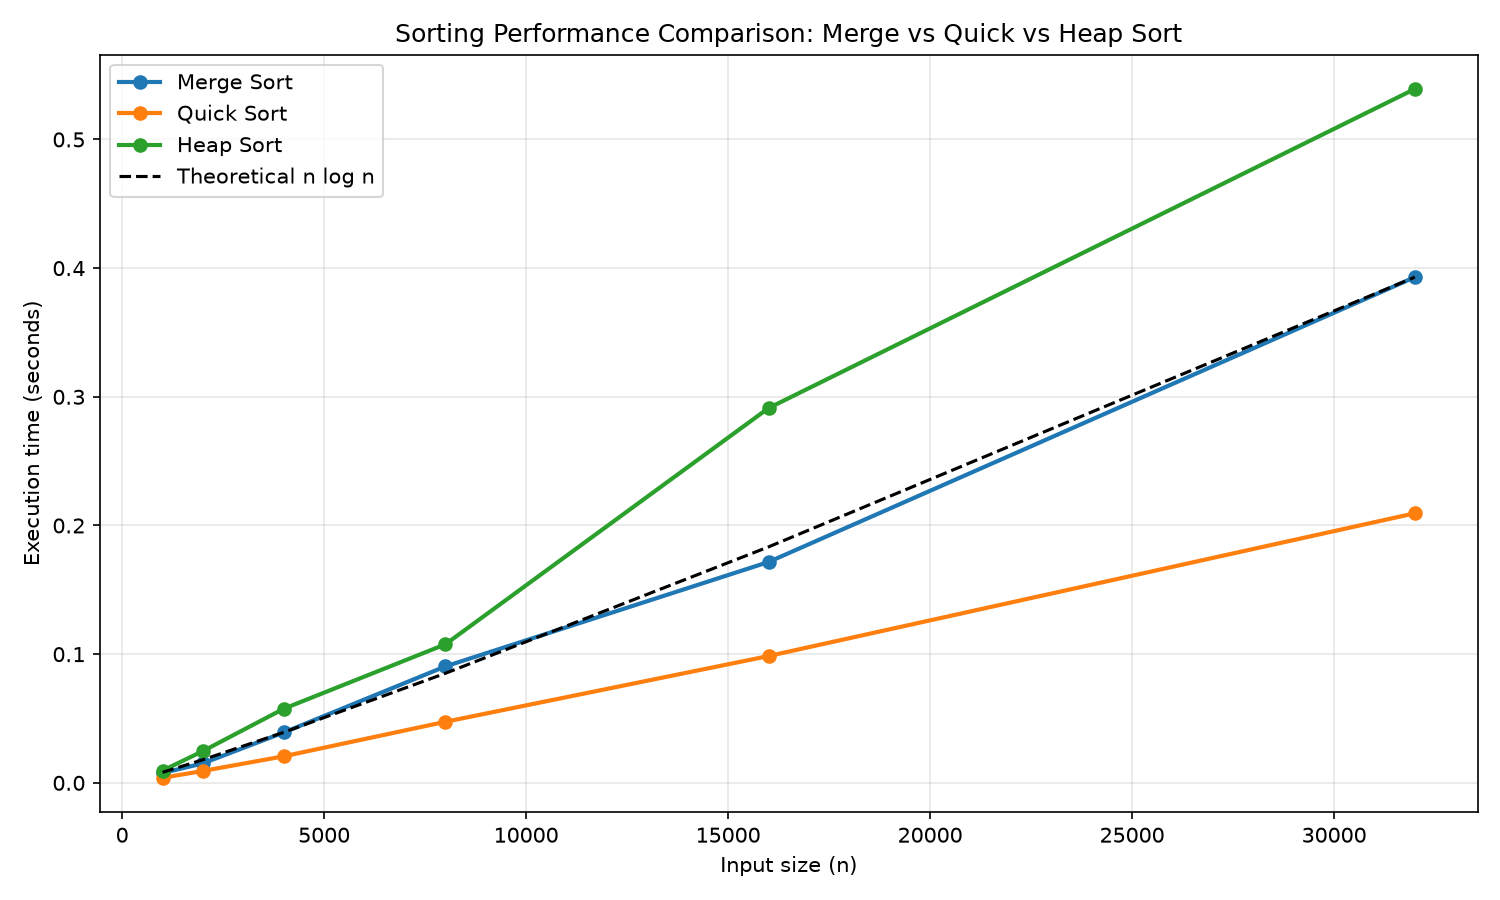 Sorting Performance Comparison: Merge vs Quick vs Heap Sort
Merge Sort
Quick Sort
Heap Sort
Theoretical n log n
Execution time (seconds)
0.5
0.4
0.3
0.2
0.1
0.0
0 5000 10000 15000 20000 25000 30000
Input size (n)